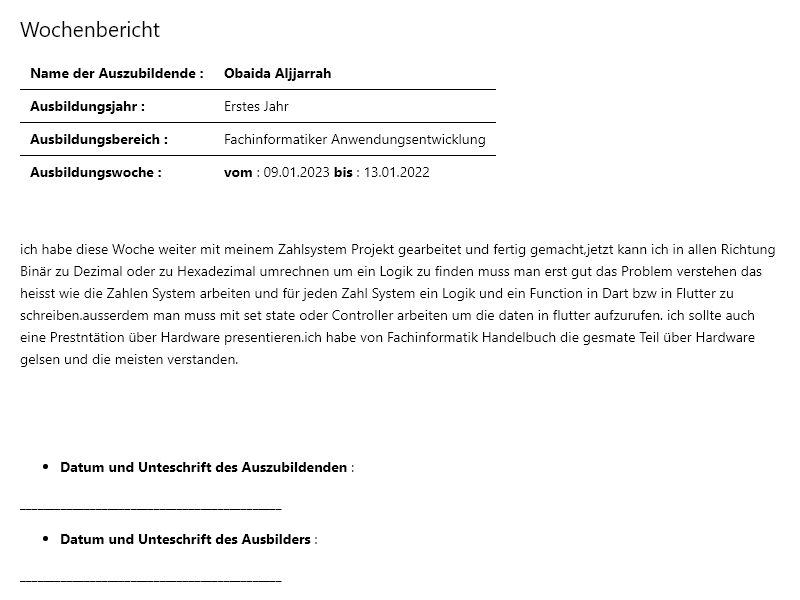 Wochenbericht
Name der Auszubildende : Obaida Aljjarrah
Ausbildungsjahr : Erstes Jahr
Ausbildungsbereich : Fachinformatiker Anwendungsentwicklung
Ausbildungswoche : vom : 09.01.2023 bis : 13.01.2022
ich habe diese Woche weiter mit meinem Zahlsystem Projekt gearbeitet und fertig gemacht,jetzt kann ich in allen Richtung
Binär zu Dezimal oder zu Hexadezimal umrechnen um ein Logik zu finden muss man erst gut das Problem verstehen das
heisst wie die Zahlen System arbeiten und für jeden Zahl System ein Logik und ein Function in Dart bzw in Flutter zu
schreiben.ausserdem man muss mit set state oder Controller arbeiten um die daten in flutter aufzurufen. ich sollte auch
eine Prestntätion über Hardware presentieren.ich habe von Fachinformatik Handelbuch die gesmate Teil über Hardware
gelsen und die meisten verstanden.
• Datum und Unteschrift des Auszubildenden :
• Datum und Unteschrift des Ausbilders :